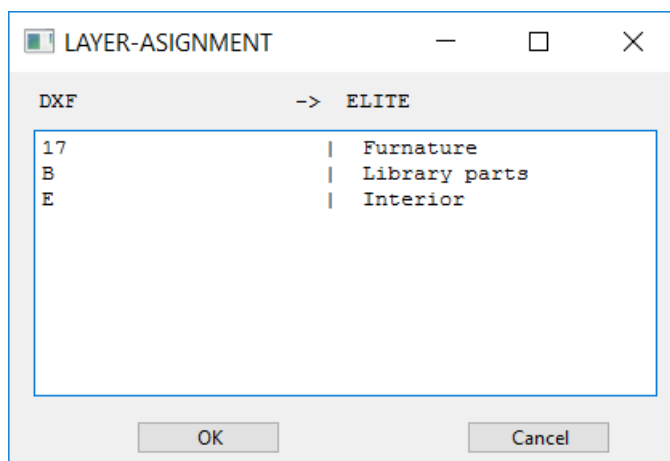 LAYER-ASIGNMENT
DXF -> ELITE
17 | Furnature
B | Library parts
E | Interior
OK Cancel